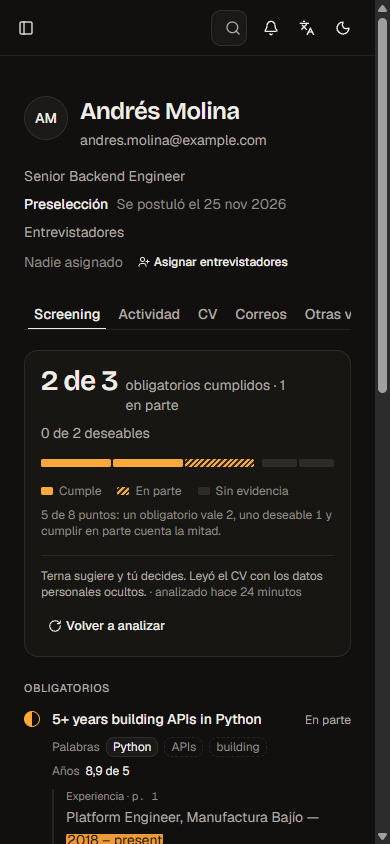 AM
Andrés Molina
andres.molina@example.com
Senior Backend Engineer
Preselección Se postuló el 25 nov 2026
Entrevistadores
Nadie asignado Asignar entrevistadores
Screening Actividad CV Correos Otras v
2 de 3 obligatorios cumplidos · 1
en parte
0 de 2 deseables
Cumple En parte Sin evidencia
5 de 8 puntos: un obligatorio vale 2, uno deseable 1 y
cumplir en parte cuenta la mitad.
Terna sugiere y tú decides. Leyó el CV con los datos
personales ocultos. · analizado hace 24 minutos
Volver a analizar
OBLIGATORIOS
5+ years building APIs in Python En parte
Palabras Python APIs building
Años 8,9 de 5
Experiencia · p. 1
Platform Engineer, Manufactura Bajío —
2018 – present